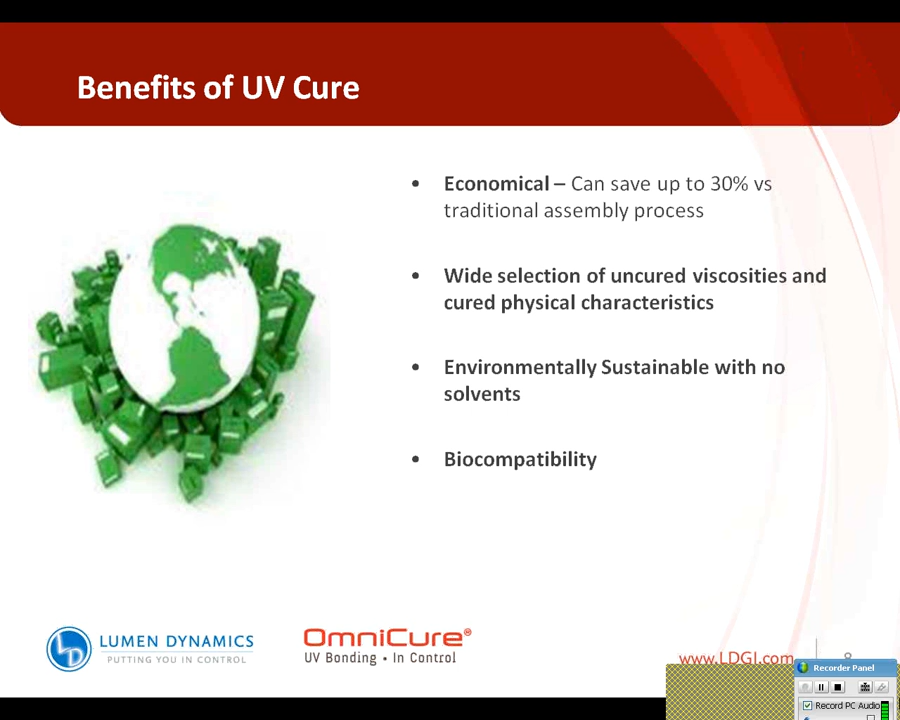 Benefits of UV Cure
• Economical – Can save up to 30% vs
traditional assembly process
• Wide selection of uncured viscosities and
cured physical characteristics
• Environmentally Sustainable with no
solvents
• Biocompatibility
LD
LUMEN DYNAMICS
PUTTING YOU IN CONTROL
OmniCure®
UV Bonding • In Control
www.LDGI.com
8
Recorder Panel
Record PC Audio